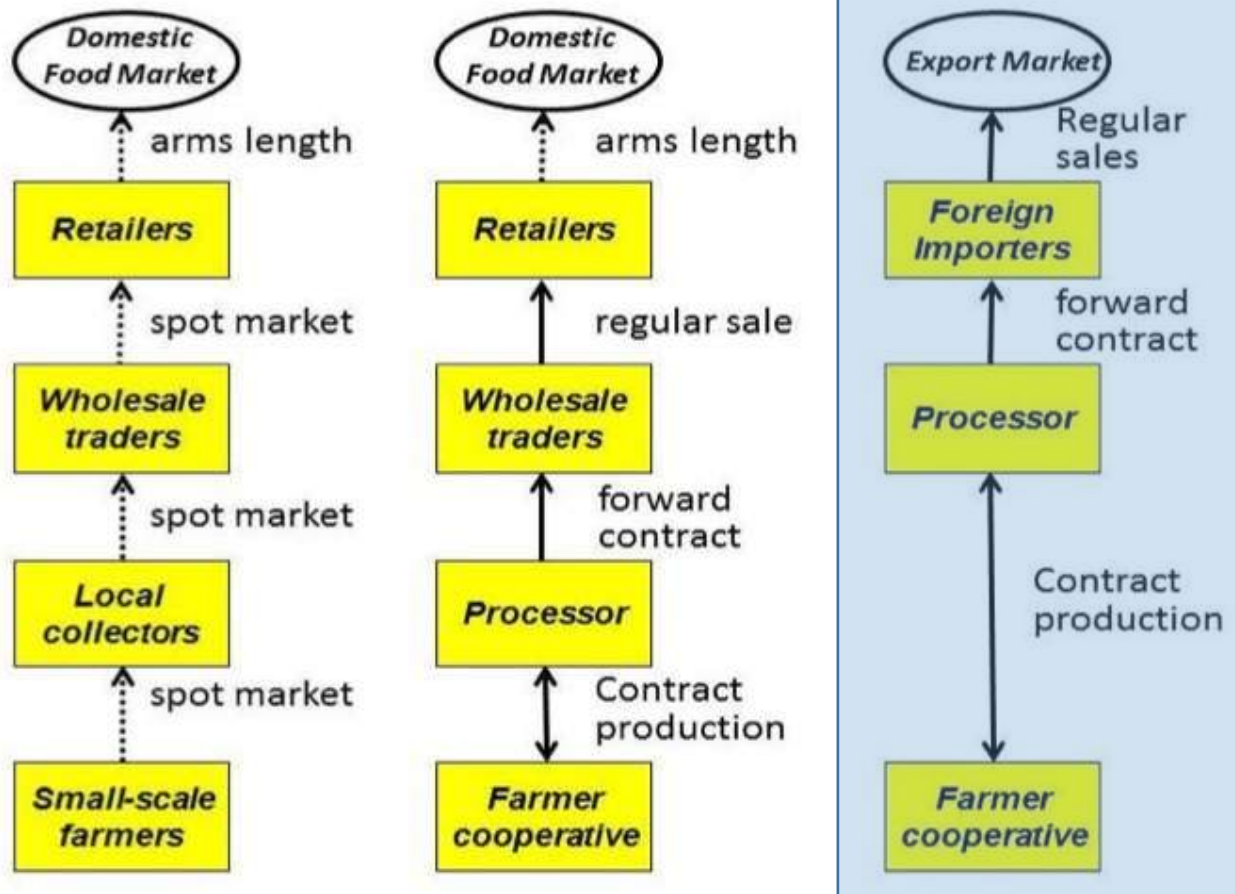 Domestic
Food Market
arms length
Retailers
spot market
Wholesale
traders
spot market
Local
collectors
spot market
Small-scale
farmers
Domestic
Food Market
arms length
Retailers
regular sale
Wholesale
traders
forward
contract
Processor
Contract
production
Farmer
cooperative
Export Market
Regular
sales
Foreign
Importers
forward
contract
Processor
Contract
production
Farmer
cooperative